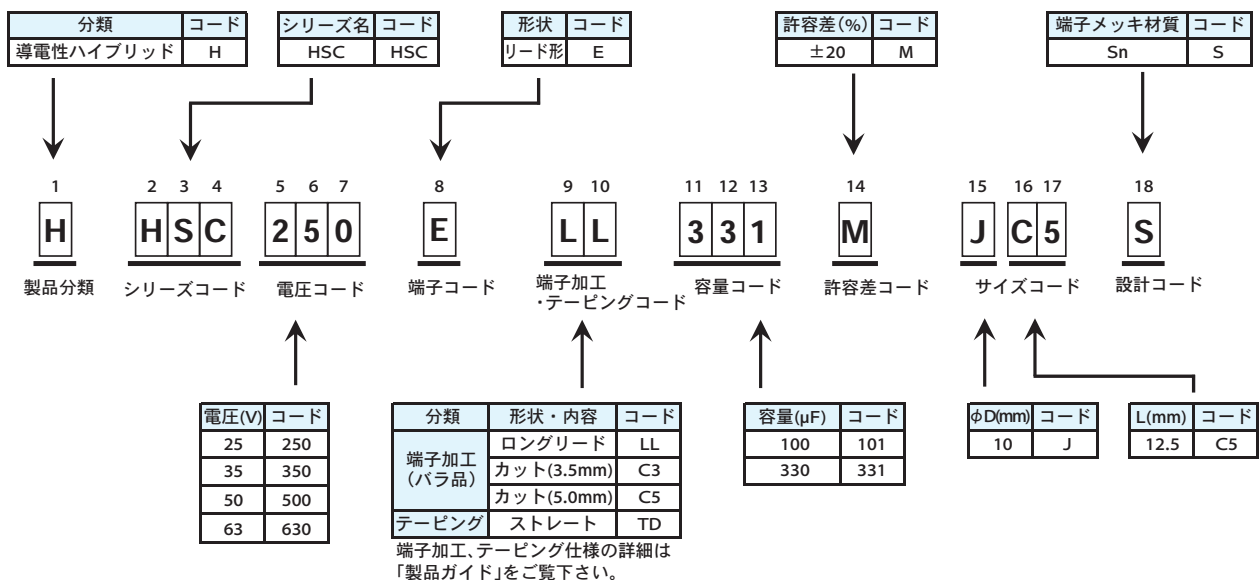 分類 コード
導電性ハイブリッド H
シリーズ名 コード
HSC HSC
形状 コード
リード形 E
許容差(%) コード
±20 M
端子メッキ材質 コード
Sn S
1 2 3 4 5 6 7 8 9 10 11 12 13 14 15 16 17 18
H H S C 2 5 0 E L L 3 3 1 M J C 5 S
製品分類 シリーズコード 電圧コード 端子コード 端子加工 容量コード 許容差コード サイズコード 設計コード
・テーピングコード
電圧(V) コード
25 250
35 350
50 500
63 630
分類 形状・内容 コード
端子加工
(バラ品)
ロングリード LL
カット(3.5mm) C3
カット(5.0mm) C5
テーピング ストレート TD
端子加工、テーピング仕様の詳細は
「製品ガイド」をご覧下さい。
容量(μF) コード
100 101
330 331
φD(mm) コード
10 J
L(mm) コード
12.5 C5